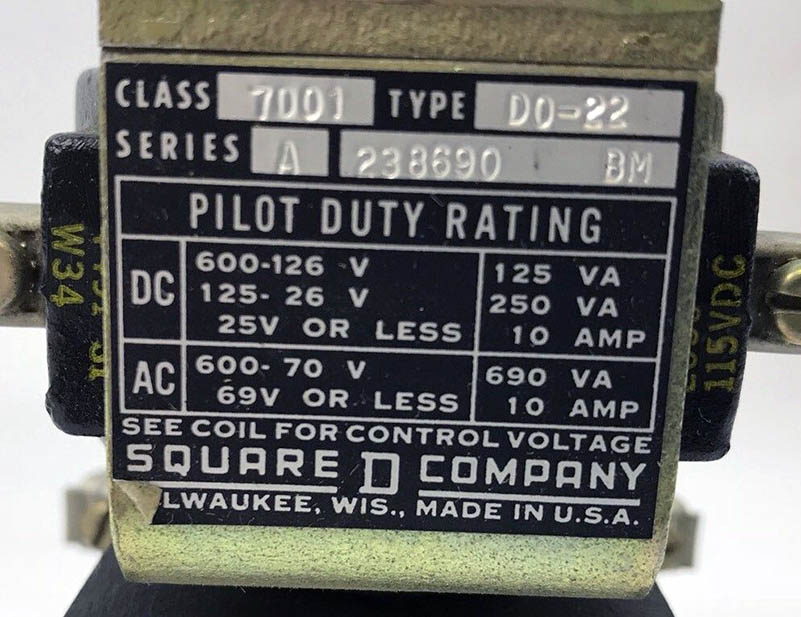 CLASS 7001 TYPE DO-22
SERIES A 238690 BM
PILOT DUTY RATING
DC
600-126 V 125 VA
125- 26 V 250 VA
25V OR LESS 10 AMP
AC
600- 70 V 690 VA
69V OR LESS 10 AMP
SEE COIL FOR CONTROL VOLTAGE
SQUARE D COMPANY
LWAUKEE, WIS., MADE IN U.S.A.
W34
115VDC